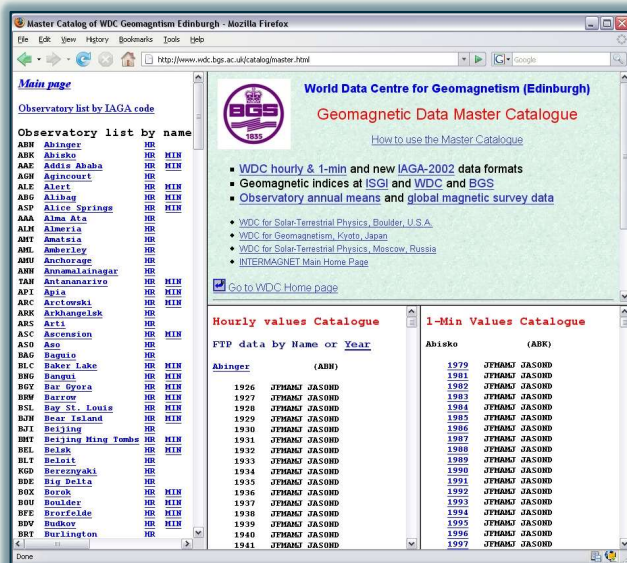 Master Catalog of WDC Geomagntism Edinburgh - Mozilla Firefox
File Edit View History Bookmarks Tools Help
http://www.wdc.bgs.ac.uk/catalog/master.html
Google
Main page
Observatory list by IAGA code
Observatory list by name
ABN Abinger HR
ABK Abisko HR MIN
AAE Addis Ababa HR MIN
AGN Agincourt HR
ALE Alert HR MIN
ABG Alibag HR MIN
ASP Alice Springs HR MIN
AAA Alma Ata HR
ALM Almeria HR
AMT Amatsia HR
AML Amberley HR
AMU Anchorage HR
ANN Annamalainagar HR
TAN Antananarivo HR MIN
API Apia HR MIN
ARC Arctowski HR MIN
ARK Arkhangelsk HR
ARS Arti HR
ASC Ascension HR MIN
ASO Aso HR
BAG Baguio HR
BLC Baker Lake HR MIN
BNG Bangui HR MIN
BGY Bar Gyora HR MIN
BRW Barrow HR MIN
BSL Bay St. Louis HR MIN
BJN Bear Island HR MIN
BJI Beijing HR
BMT Beijing Ming Tombs HR MIN
BEL Belsk HR MIN
BLT Beloit HR
KGD Bereznyaki HR
BDE Big Delta HR
BOX Borok HR MIN
BOU Boulder HR MIN
BFE Brorfelde HR MIN
BDV Budkov HR MIN
BRT Burlington HR
BGS
1835
World Data Centre for Geomagnetism (Edinburgh)
Geomagnetic Data Master Catalogue
How to use the Master Catalogue
WDC hourly & 1-min and new IAGA-2002 data formats
Geomagnetic indices at ISGI and WDC and BGS
Observatory annual means and global magnetic survey data
WDC for Solar-Terrestrial Physics, Boulder, U.S.A.
WDC for Geomagnetism, Kyoto, Japan
WDC for Solar-Terrestrial Physics, Moscow, Russia
INTERMAGNET Main Home Page
Go to WDC Home page
Hourly values Catalogue
FTP data by Name or Year
Abinger (ABN)
1926 JFMAMJ JASOND
1927 JFMAMJ JASOND
1928 JFMAMJ JASOND
1929 JFMAMJ JASOND
1930 JFMAMJ JASOND
1931 JFMAMJ JASOND
1932 JFMAMJ JASOND
1933 JFMAMJ JASOND
1934 JFMAMJ JASOND
1935 JFMAMJ JASOND
1936 JFMAMJ JASOND
1937 JFMAMJ JASOND
1938 JFMAMJ JASOND
1939 JFMAMJ JASOND
1940 JFMAMJ JASOND
1941 JFMAMJ JASOND
1-Min Values Catalogue
Abisko (ABK)
1979 JFMAMJ JASOND
1981 JFMAMJ JASOND
1982 JFMAMJ JASOND
1983 JFMAMJ JASOND
1984 JFMAMJ JASOND
1985 JFMAMJ JASOND
1986 JFMAMJ JASOND
1987 JFMAMJ JASOND
1988 JFMAMJ JASOND
1989 JFMAMJ JASOND
1990 JFMAMJ JASOND
1991 JFMAMJ JASOND
1992 JFMAMJ JASOND
1993 JFMAMJ JASOND
1994 JFMAMJ JASOND
1995 JFMAMJ JASOND
1996 JFMAMJ JASOND
1997 JFMAMJ JASOND
Done